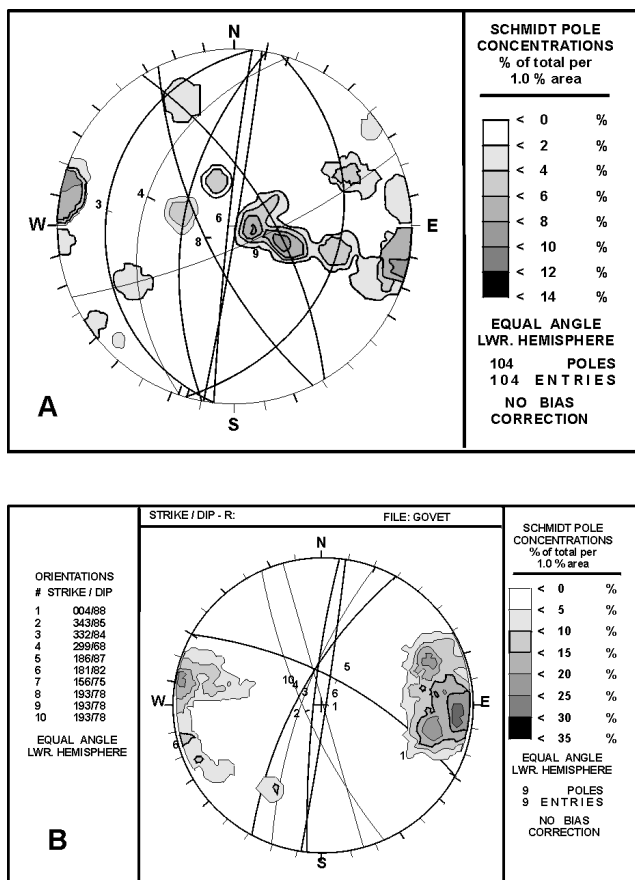 N
W
E
S
3
4
6
8
9
A
SCHMIDT POLE
CONCENTRATIONS
% of total per
1.0 % area
< 0 %
< 2 %
< 4 %
< 6 %
< 8 %
< 10 %
< 12 %
< 14 %
EQUAL ANGLE
LWR. HEMISPHERE
104 POLES
104 ENTRIES
NO BIAS
CORRECTION
STRIKE / DIP - R: FILE: GOVET
ORIENTATIONS
# STRIKE / DIP
1 004/88
2 343/85
3 332/84
4 299/68
5 186/87
6 181/82
7 156/75
8 193/78
9 193/78
10 193/78
EQUAL ANGLE
LWR. HEMISPHERE
B
N
W
E
S
5
10
4
3
6
2
1
6
1
SCHMIDT POLE
CONCENTRATIONS
% of total per
1.0 % area
< 0 %
< 5 %
< 10 %
< 15 %
< 20 %
< 25 %
< 30 %
< 35 %
EQUAL ANGLE
LWR. HEMISPHERE
9 POLES
9 ENTRIES
NO BIAS
CORRECTION